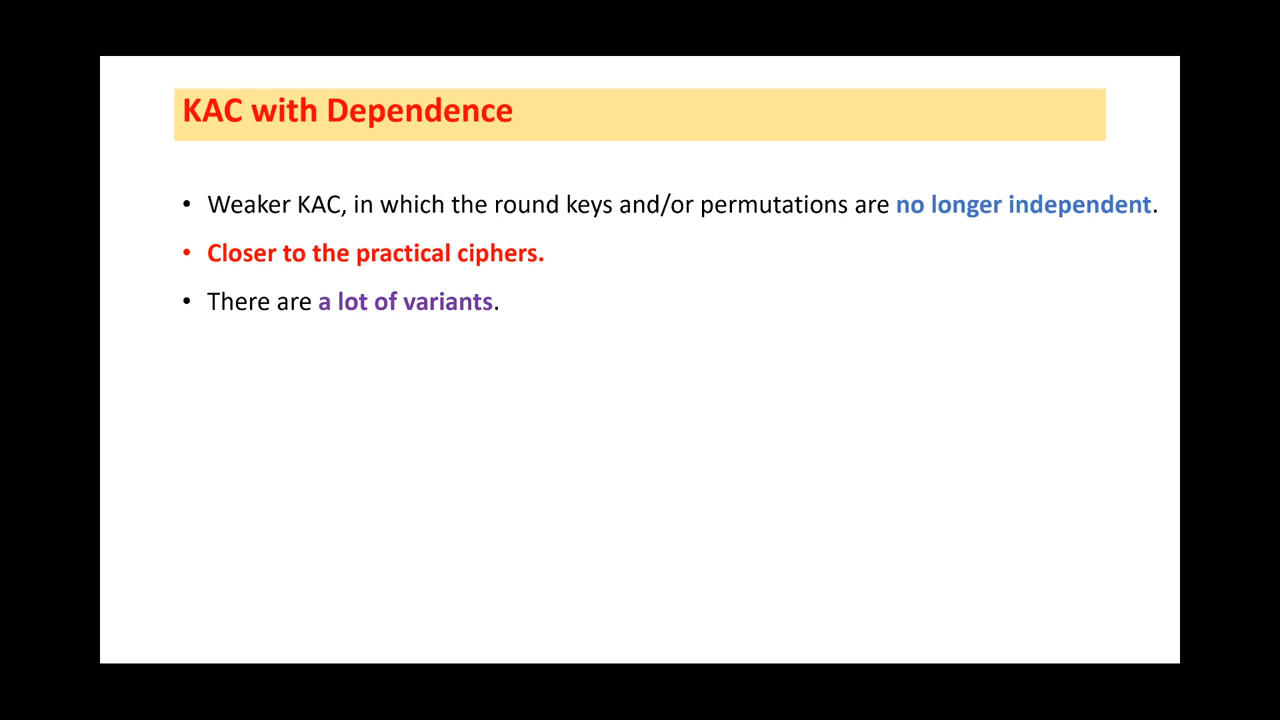 KAC with Dependence
• Weaker KAC, in which the round keys and/or permutations are no longer independent.
• Closer to the practical ciphers.
• There are a lot of variants.